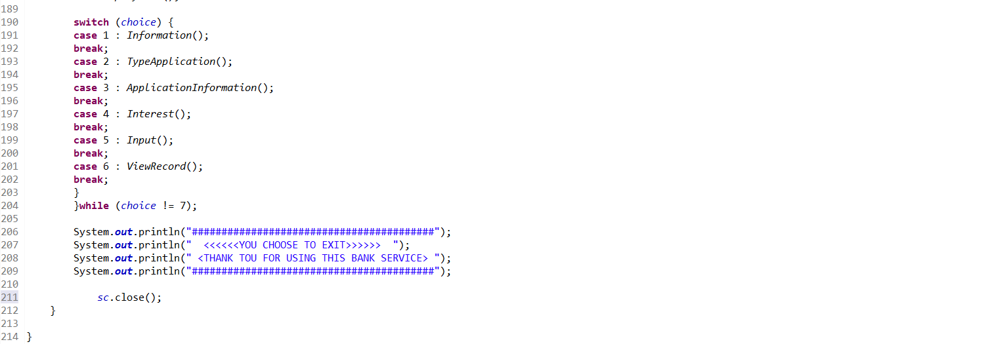 189
190 switch (choice) {
191 case 1 : Information();
192 break;
193 case 2 : TypeApplication();
194 break;
195 case 3 : ApplicationInformation();
196 break;
197 case 4 : Interest();
198 break;
199 case 5 : Input();
200 break;
201 case 6 : ViewRecord();
202 break;
203 }
204 }while (choice != 7);
205
206 System.out.println("#########################################");
207 System.out.println("  <<<<<<YOU CHOOSE TO EXIT>>>>>>  ");
208 System.out.println(" <THANK TOU FOR USING THIS BANK SERVICE> ");
209 System.out.println("#########################################");
210
211 sc.close();
212 }
213
214 }